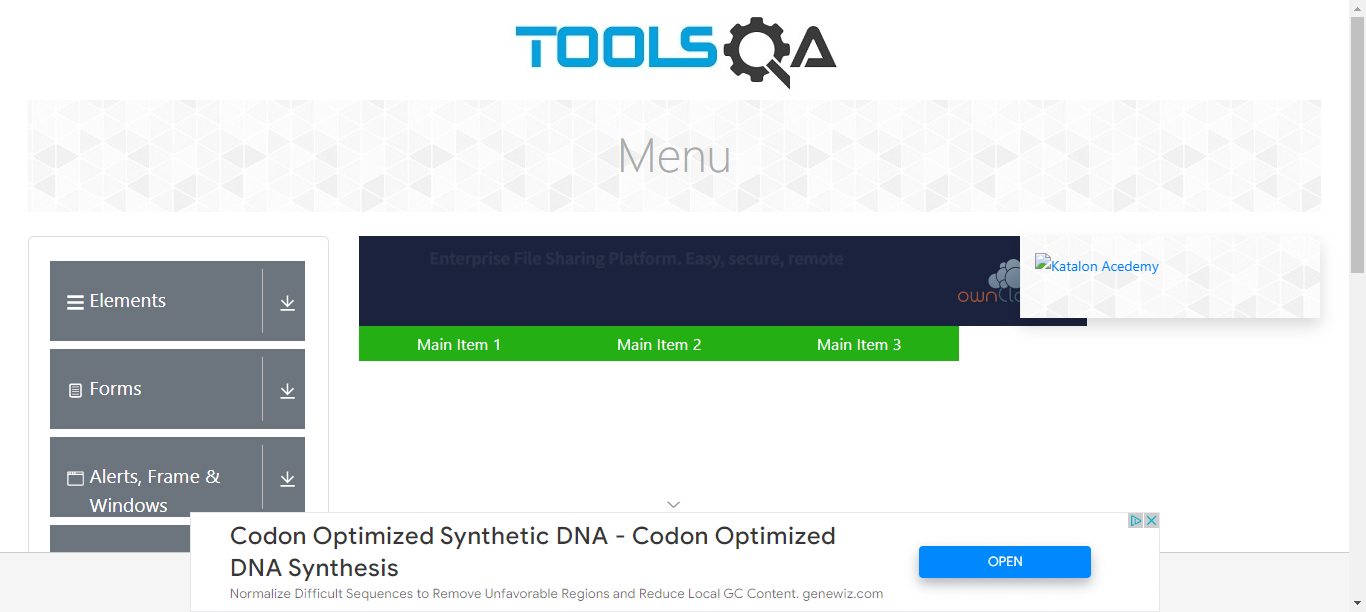 TOOLSQA
Menu
Elements
Forms
Alerts, Frame &
Windows
Enterprise File Sharing Platform. Easy, secure, remote
Katalon Acedemy
Main Item 1
Main Item 2
Main Item 3
Codon Optimized Synthetic DNA - Codon Optimized
DNA Synthesis
Normalize Difficult Sequences to Remove Unfavorable Regions and Reduce Local GC Content. genewiz.com
OPEN